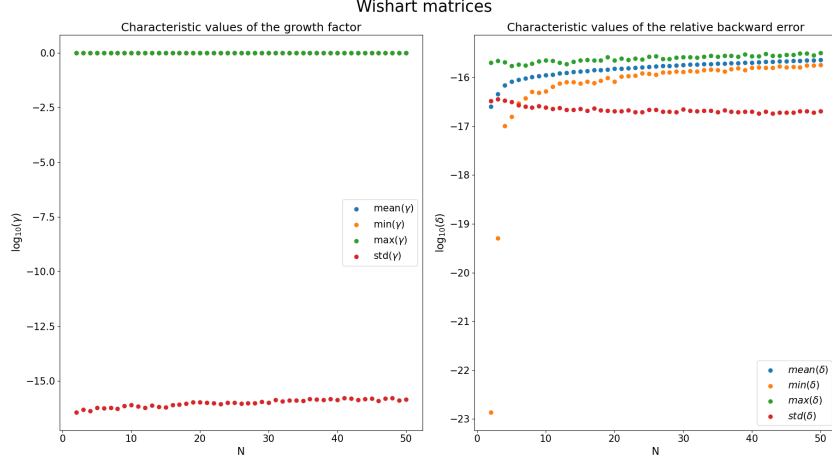 Wishart matrices
Characteristic values of the growth factor
0.0
−2.5
−5.0
−7.5
−10.0
−12.5
−15.0
log₁₀(γ)
mean(γ)
min(γ)
max(γ)
std(γ)
0 10 20 30 40 50
N
Characteristic values of the relative backward error
−16
−17
−18
−19
−20
−21
−22
−23
log₁₀(δ)
mean(δ)
min(δ)
max(δ)
std(δ)
0 10 20 30 40 50
N